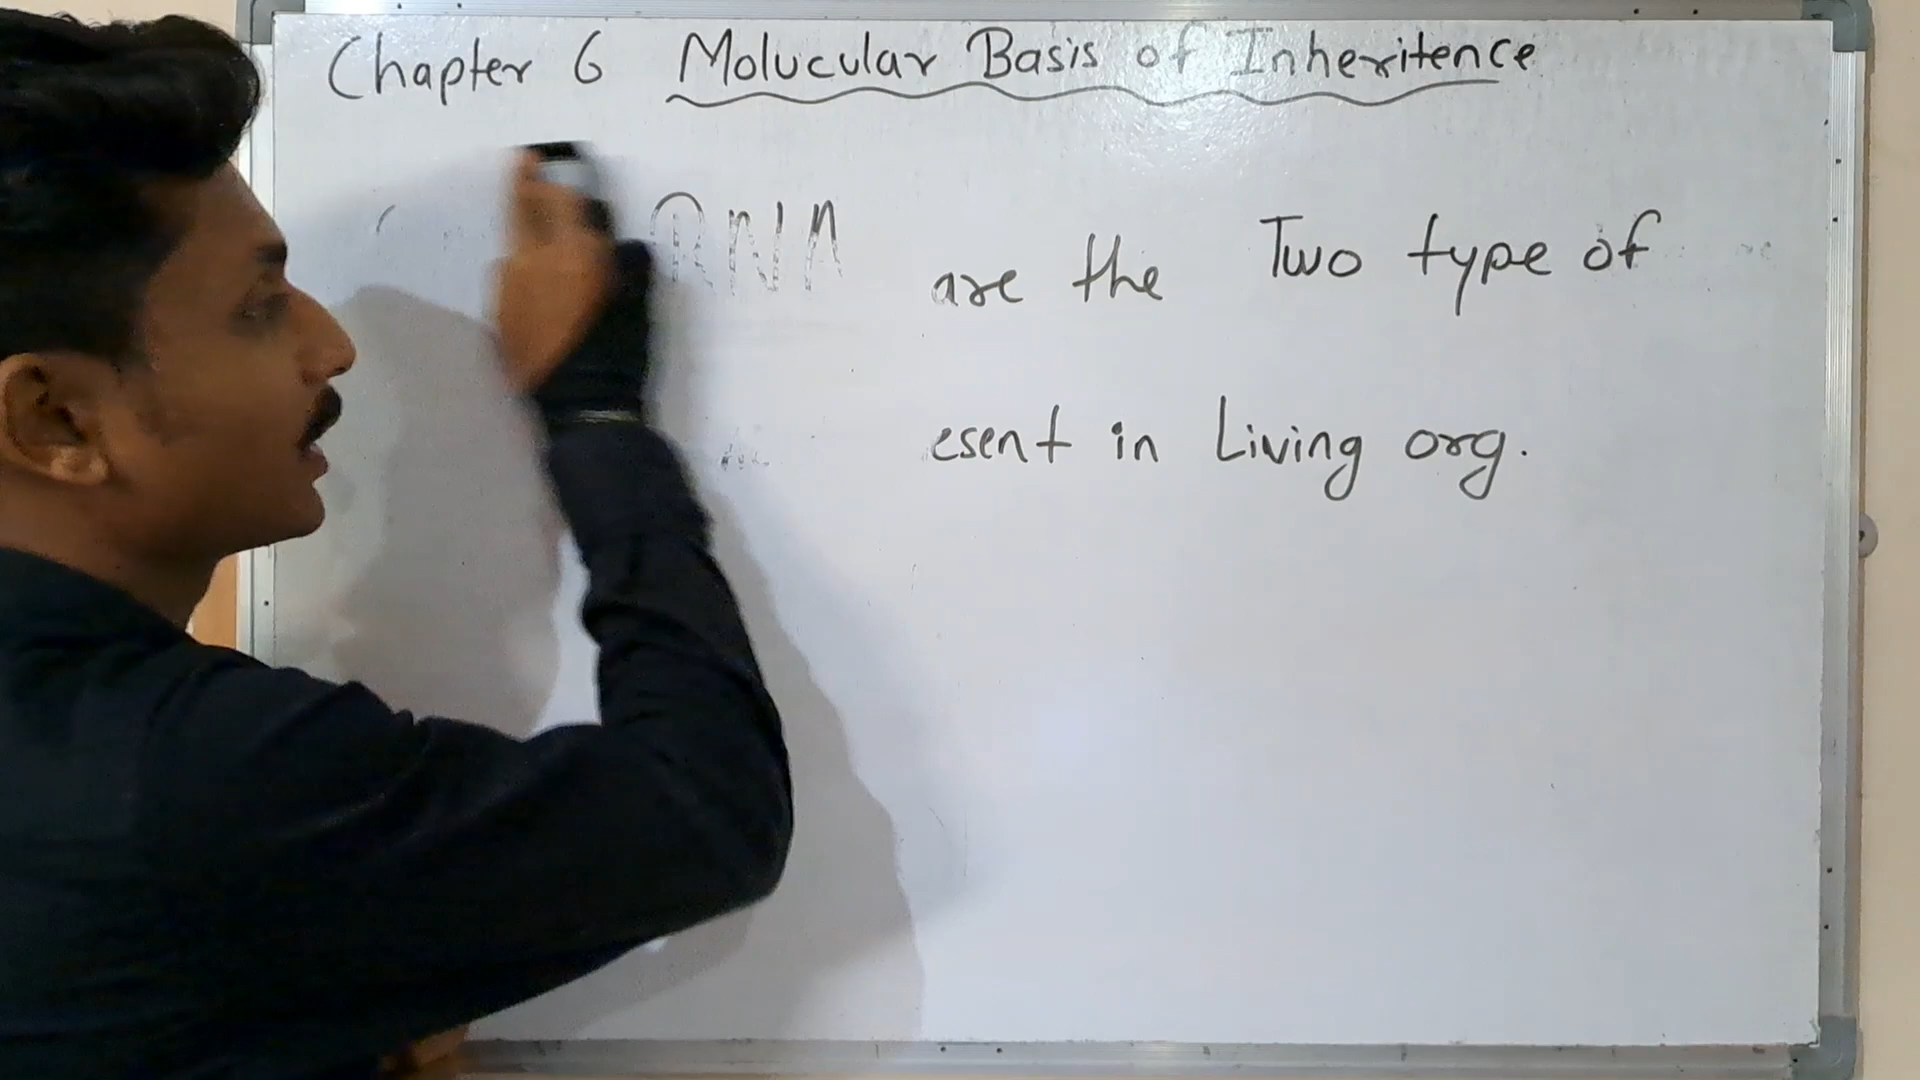 Chapter 6 Molucular Basis of Inheritence
RNA are the Two type of
esent in Living org.